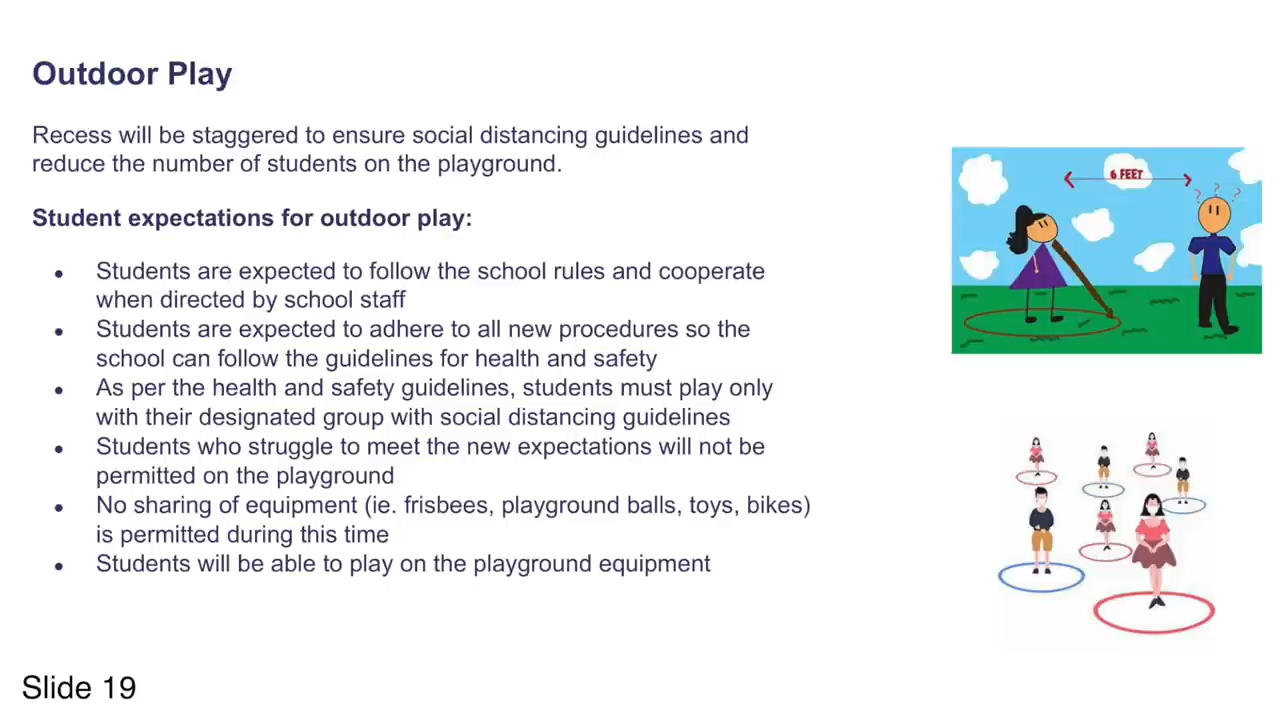 Outdoor Play
Recess will be staggered to ensure social distancing guidelines and
reduce the number of students on the playground.
Student expectations for outdoor play:
• Students are expected to follow the school rules and cooperate
when directed by school staff
• Students are expected to adhere to all new procedures so the
school can follow the guidelines for health and safety
• As per the health and safety guidelines, students must play only
with their designated group with social distancing guidelines
• Students who struggle to meet the new expectations will not be
permitted on the playground
• No sharing of equipment (ie. frisbees, playground balls, toys, bikes)
is permitted during this time
• Students will be able to play on the playground equipment
6 FEET
? ? ?
Slide 19